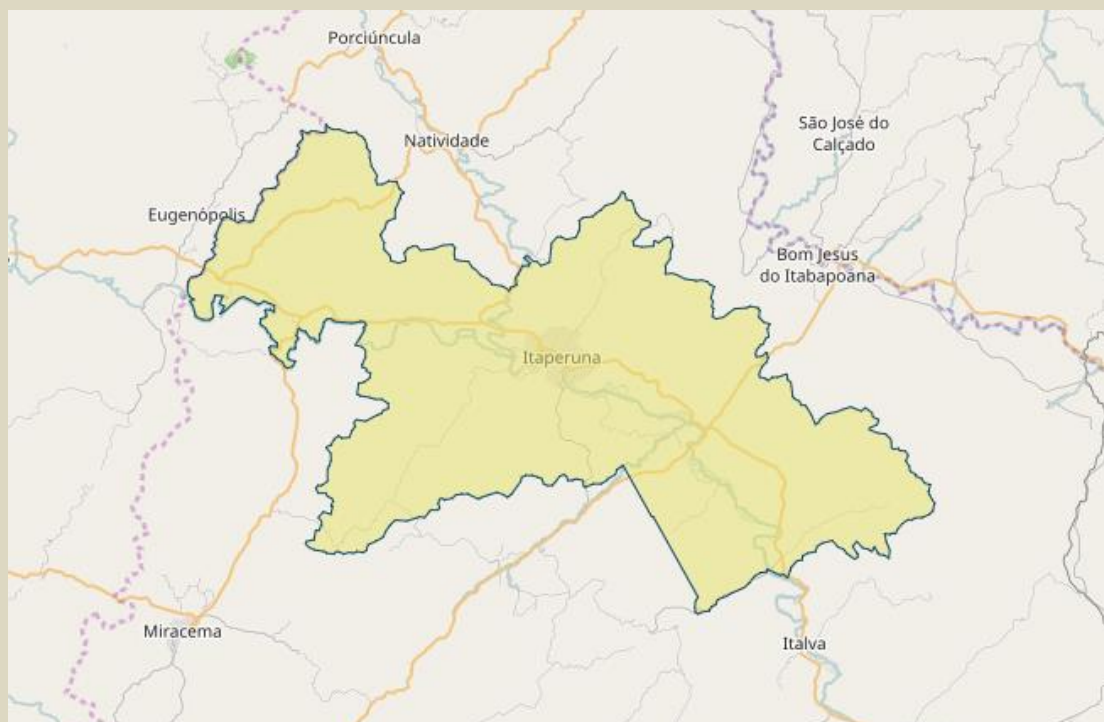 Porciúncula
Natividade
São José do
Calçado
Eugenópolis
Bom Jesus
do Itabapoana
Itaperuna
Miracema
Italva